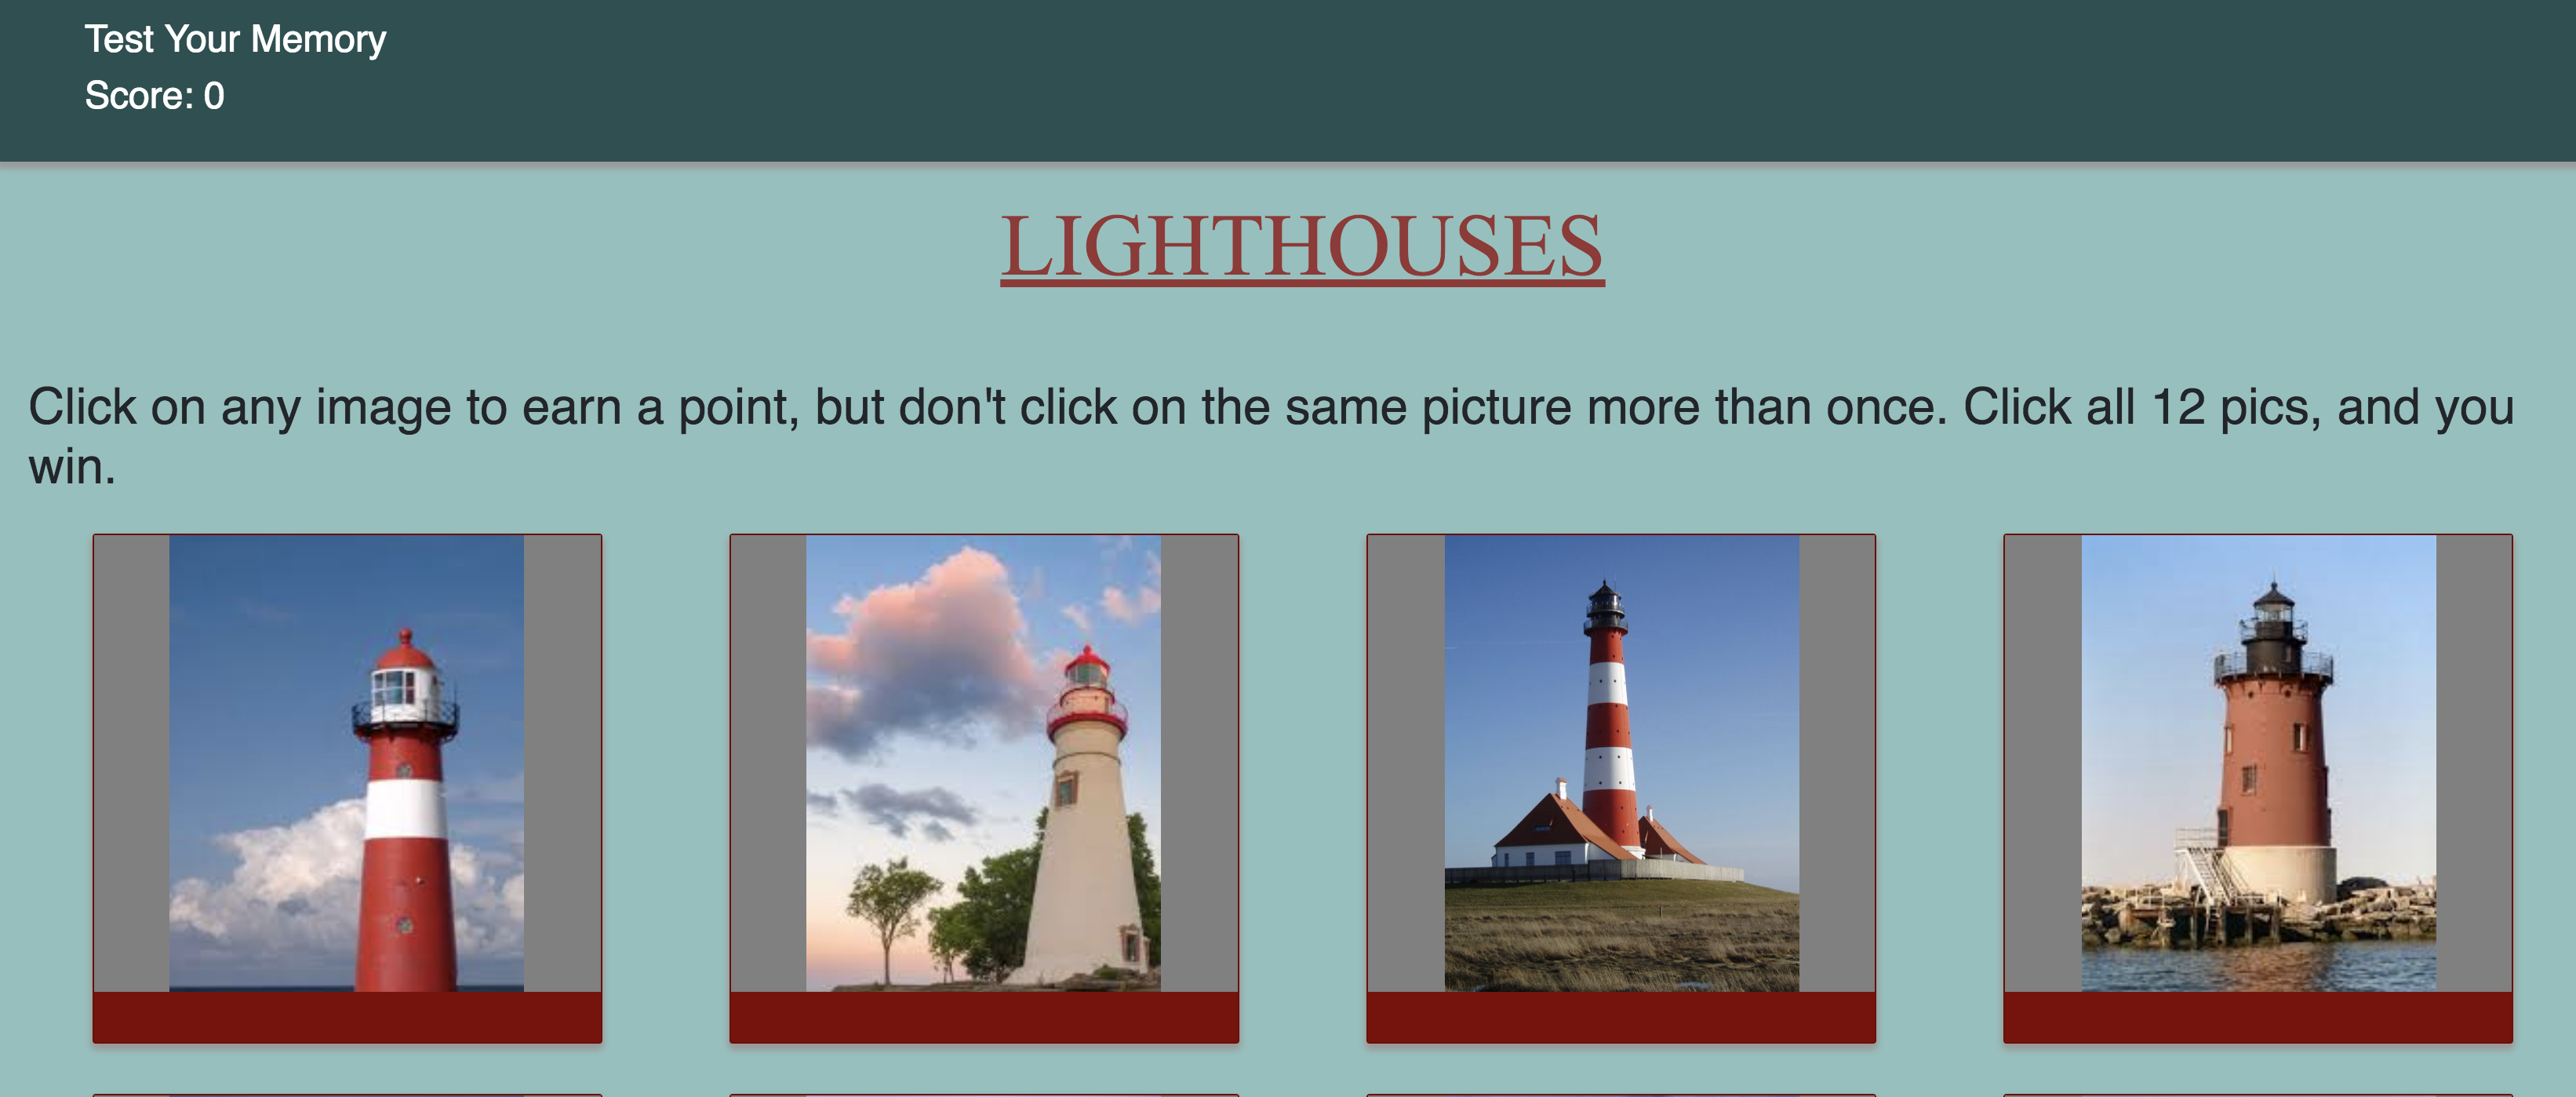 Test Your Memory
Score: 0
LIGHTHOUSES
Click on any image to earn a point, but don't click on the same picture more than once. Click all 12 pics, and you
win.